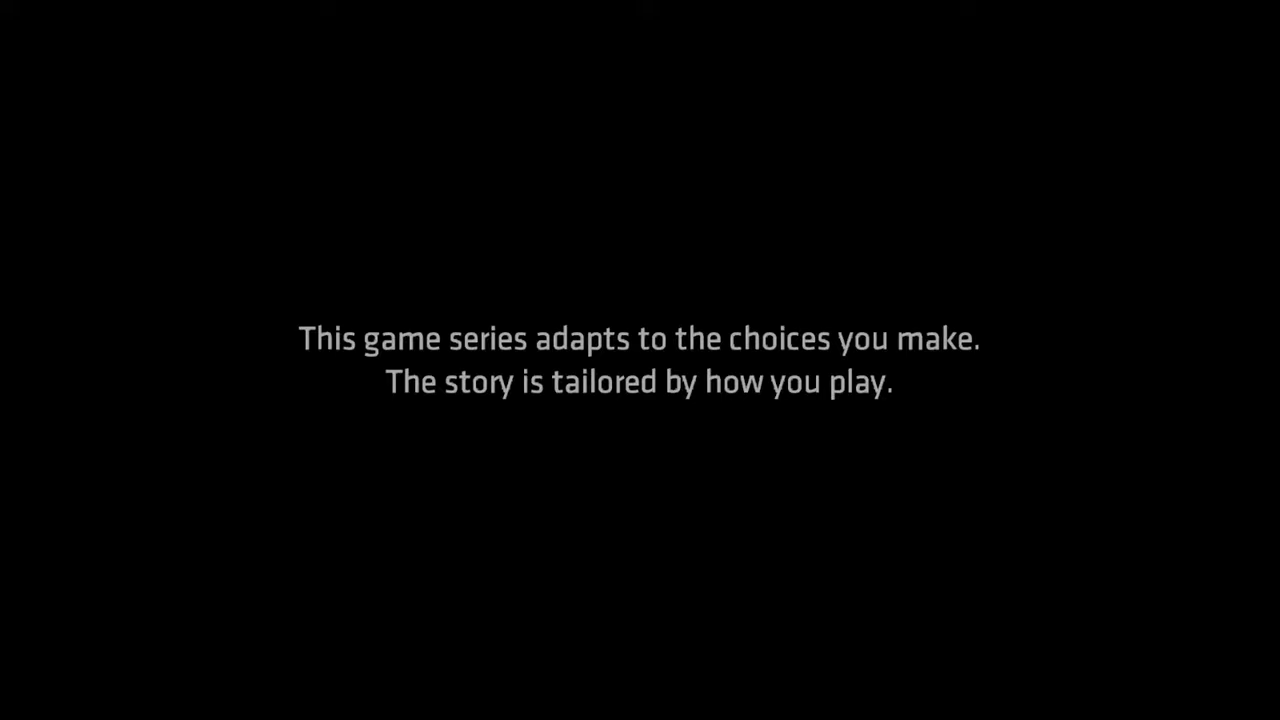 This game series adapts to the choices you make.
The story is tailored by how you play.